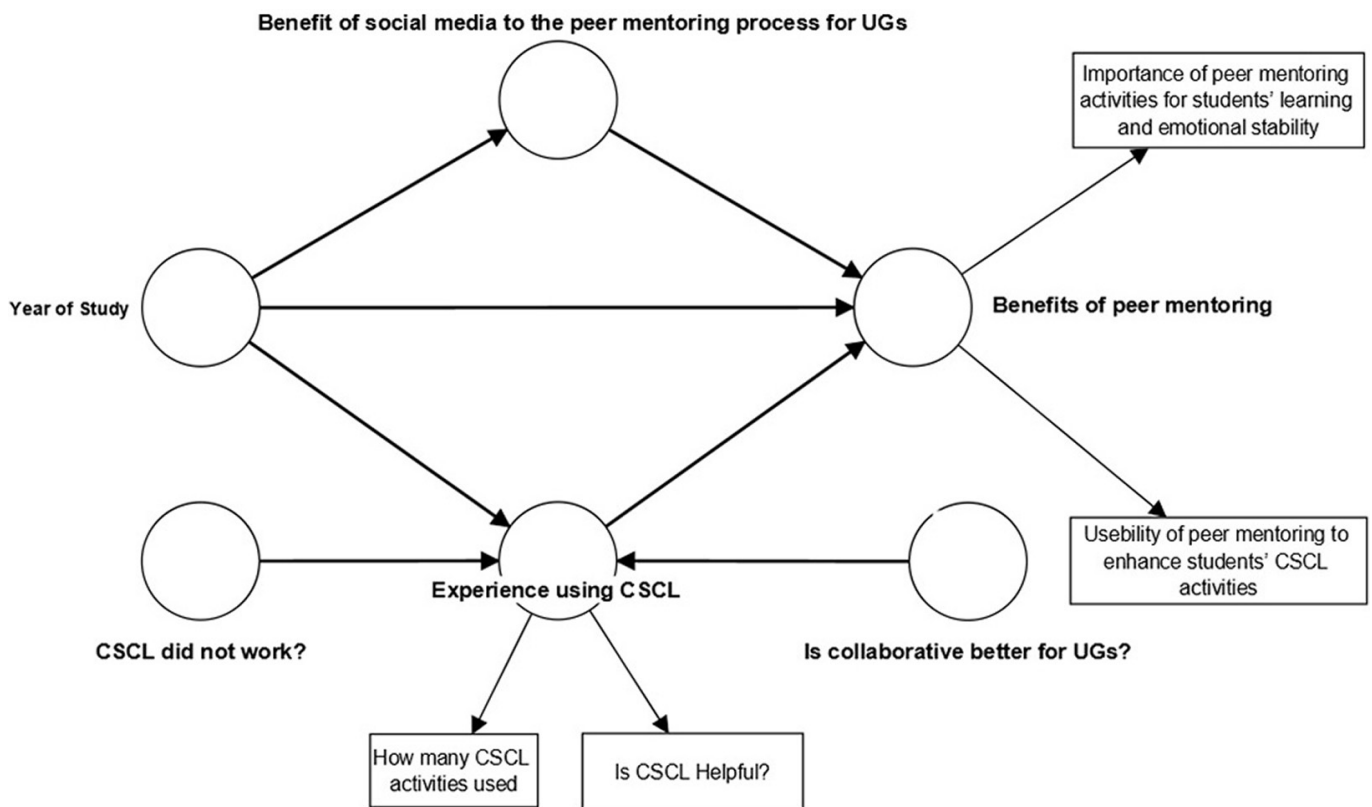 Benefit of social media to the peer mentoring process for UGs
Importance of peer mentoring
activities for students’ learning
and emotional stability
Year of Study
Benefits of peer mentoring
Usebility of peer mentoring to
enhance students’ CSCL
activities
Experience using CSCL
CSCL did not work?
Is collaborative better for UGs?
How many CSCL
activities used
Is CSCL Helpful?